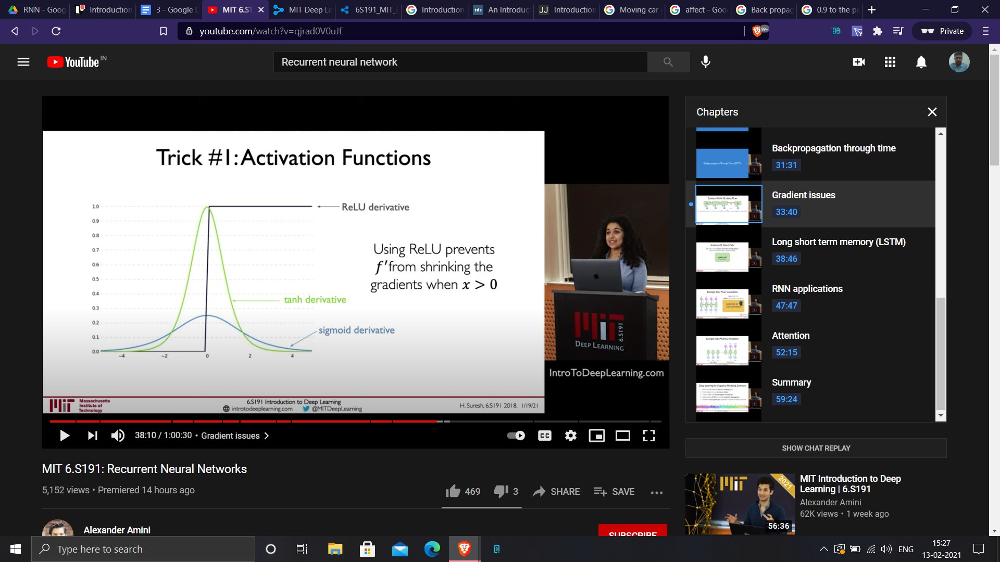 RNN - Goog
Introduction
3 - Google D
MIT 6.S1
MIT Deep Le
6S191_MIT_D
Introduction
tds
An Introduct
JJ
Introduction
Moving car
affect - Goo
Back propag
0.9 to the po
youtube.com/watch?v=qjrad0V0uJE
99+
Private
YouTube IN
Recurrent neural network
Trick #1: Activation Functions
1.0
0.9
0.8
0.7
0.6
0.5
0.4
0.3
0.2
0.1
0.0
−4 −2 0 2 4
ReLU derivative
tanh derivative
sigmoid derivative
Using ReLU prevents
f′ from shrinking the
gradients when x > 0
MIT 6.S191
DEEP LEARNING
IntroToDeepLearning.com
Massachusetts
Institute of
Technology
6.S191 Introduction to Deep Learning
introtodeeplearning.com @MITDeepLearning
H. Suresh, 6.S191 2018. 1/19/21
38:10 / 1:00:30 • Gradient issues
CC
Chapters
Backpropagation through time
31:31
Gradient issues
33:40
Long short term memory (LSTM)
38:46
RNN applications
47:47
Attention
52:15
Summary
59:24
SHOW CHAT REPLAY
MIT 6.S191: Recurrent Neural Networks
5,152 views • Premiered 14 hours ago
469
3
SHARE
SAVE
Alexander Amini
SUBSCRIBE
MIT
2021
56:36
MIT Introduction to Deep
Learning | 6.S191
Alexander Amini
62K views • 1 week ago
Type here to search
ENG
15:27
13-02-2021